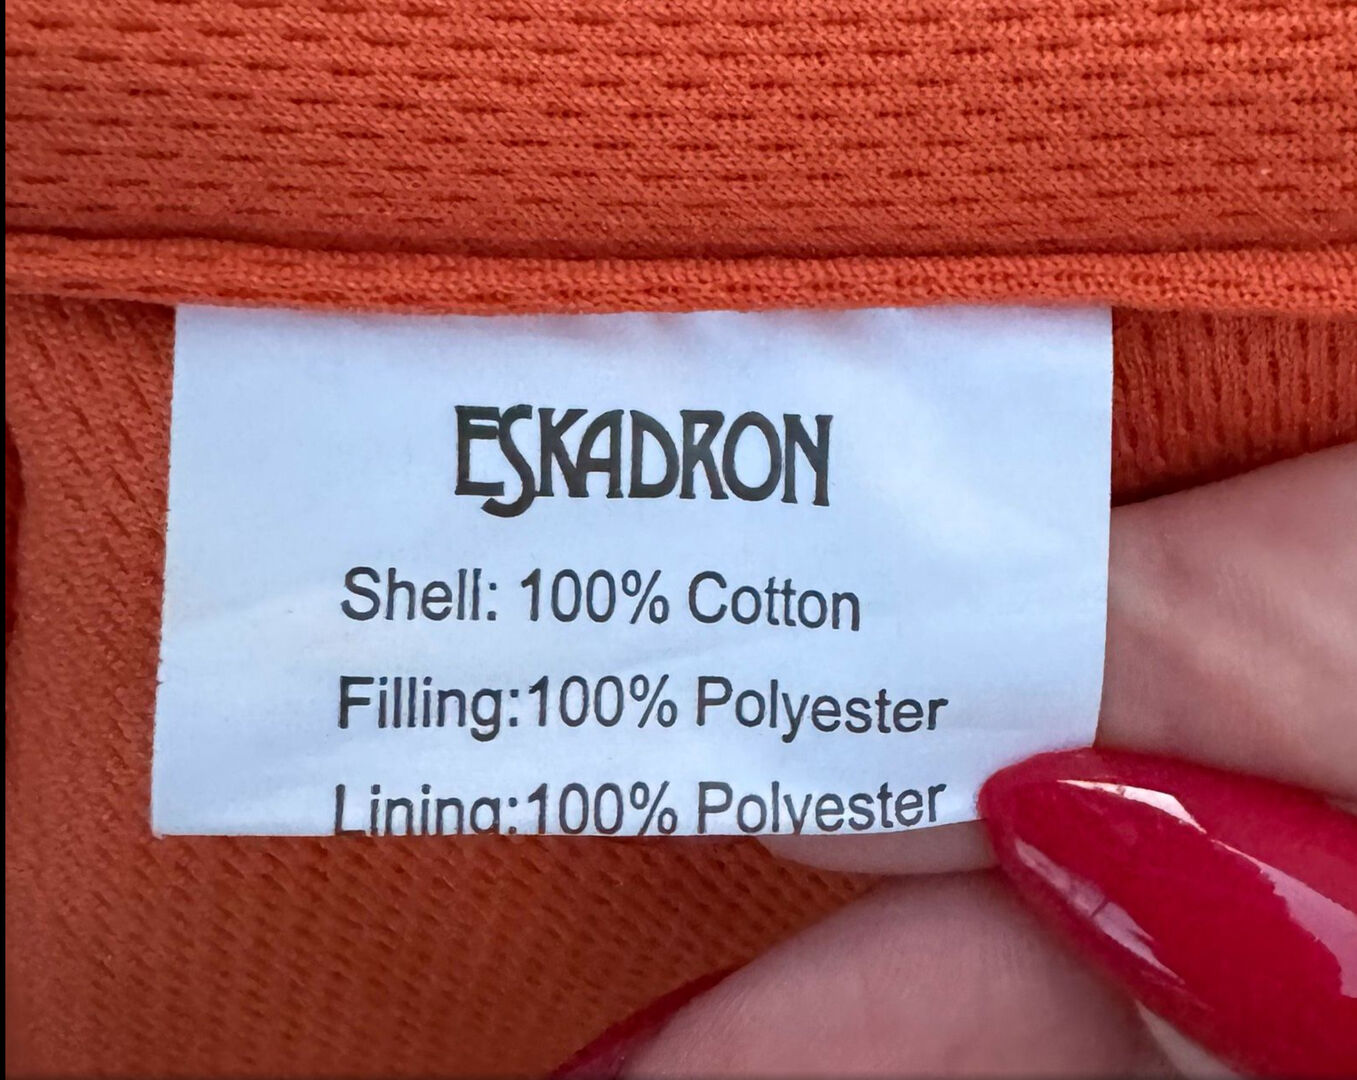 ESKADRON
Shell: 100% Cotton
Filling:100% Polyester
Lining:100% Polyester